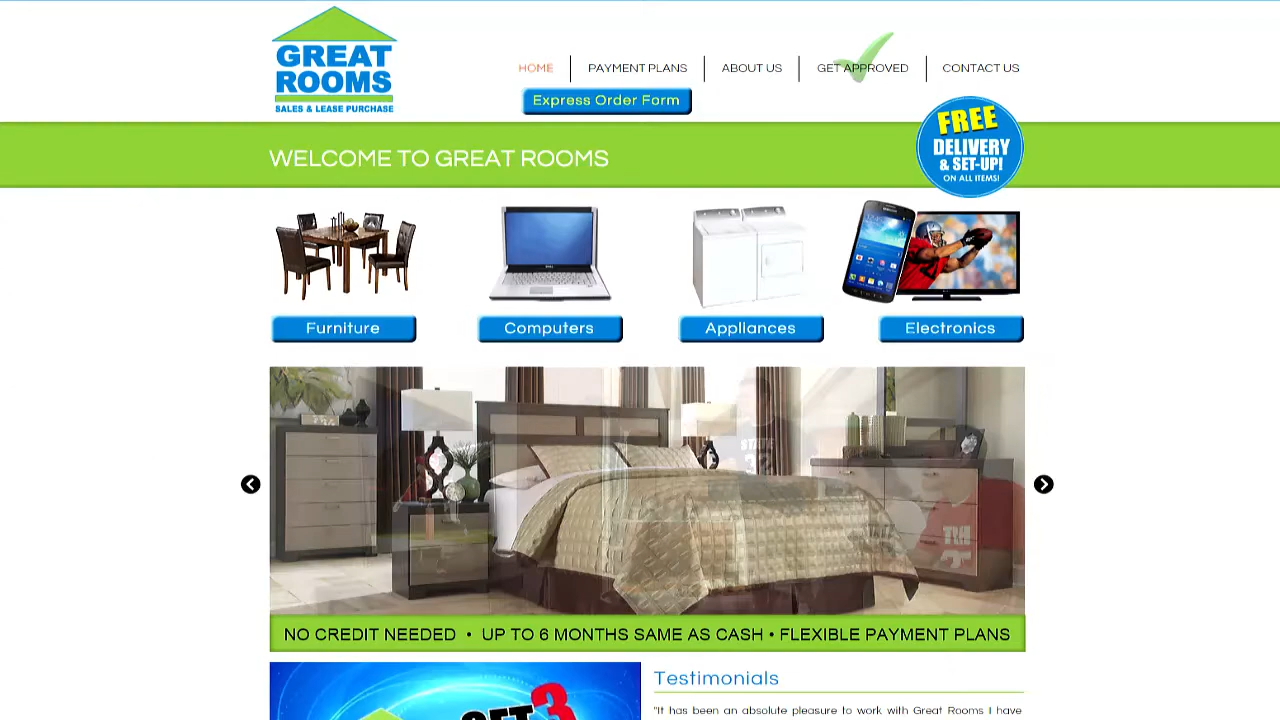 GREAT
ROOMS
SALES & LEASE PURCHASE
HOME
PAYMENT PLANS
ABOUT US
GET APPROVED
CONTACT US
Express Order Form
WELCOME TO GREAT ROOMS
FREE
DELIVERY
& SET-UP!
ON ALL ITEMS!
Furniture
Computers
Appliances
Electronics
NO CREDIT NEEDED • UP TO 6 MONTHS SAME AS CASH • FLEXIBLE PAYMENT PLANS
GET 3
Testimonials
"It has been an absolute pleasure to work with Great Rooms I have